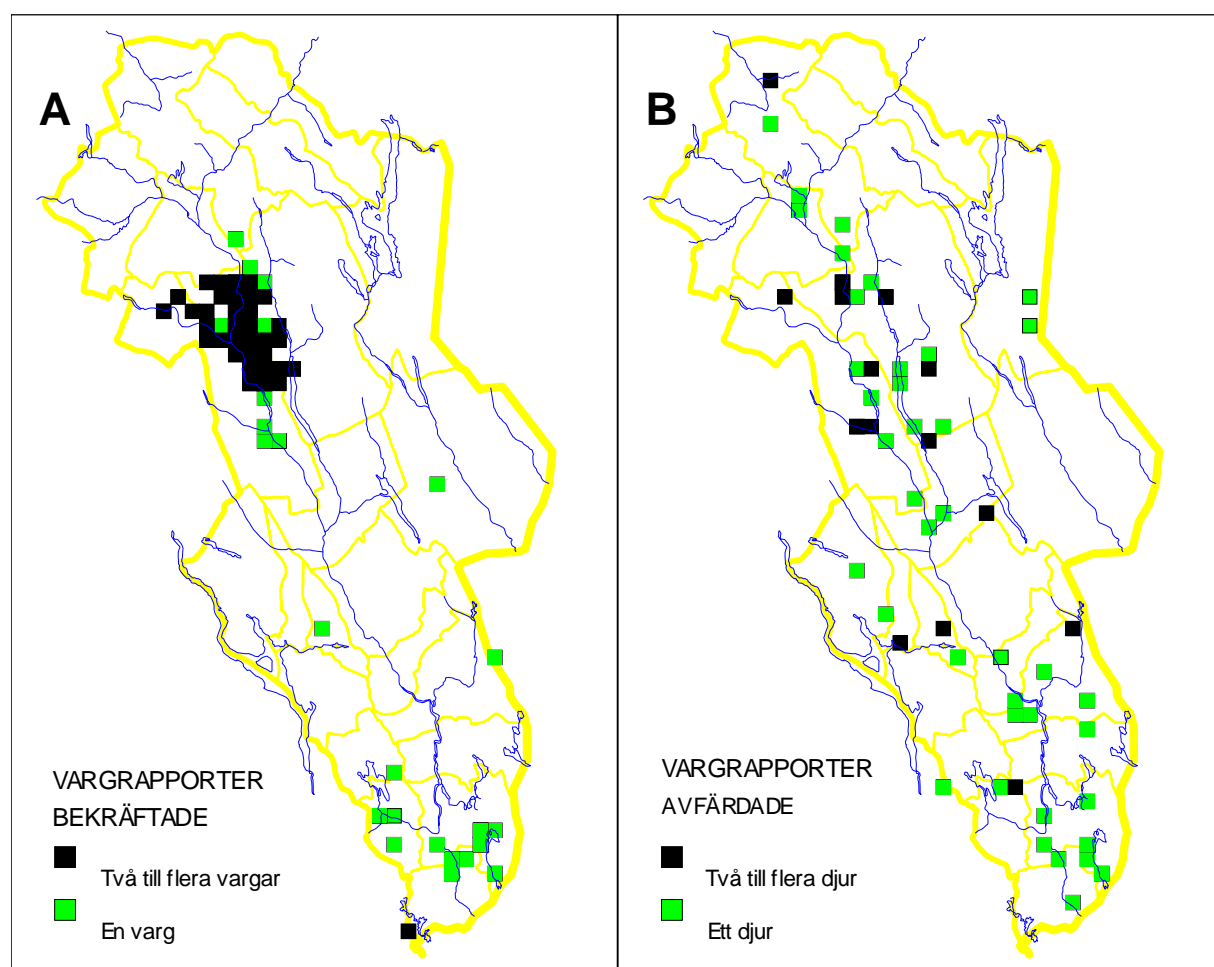 A
VARGRAPPORTER
BEKRÄFTADE
Två till flera vargar
En varg
B
VARGRAPPORTER
AVFÄRDADE
Två till flera djur
Ett djur